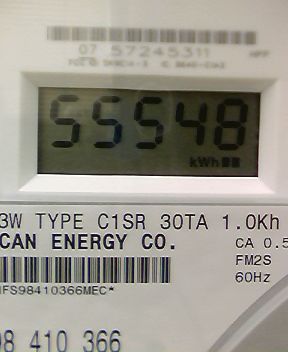 07 57245311
55548
kWh
3W TYPE C1SR 30TA 1.0Kh
CAN ENERGY CO.
CA 0.5
FM2S
60Hz
IFS98410366MEC*
98 410 366